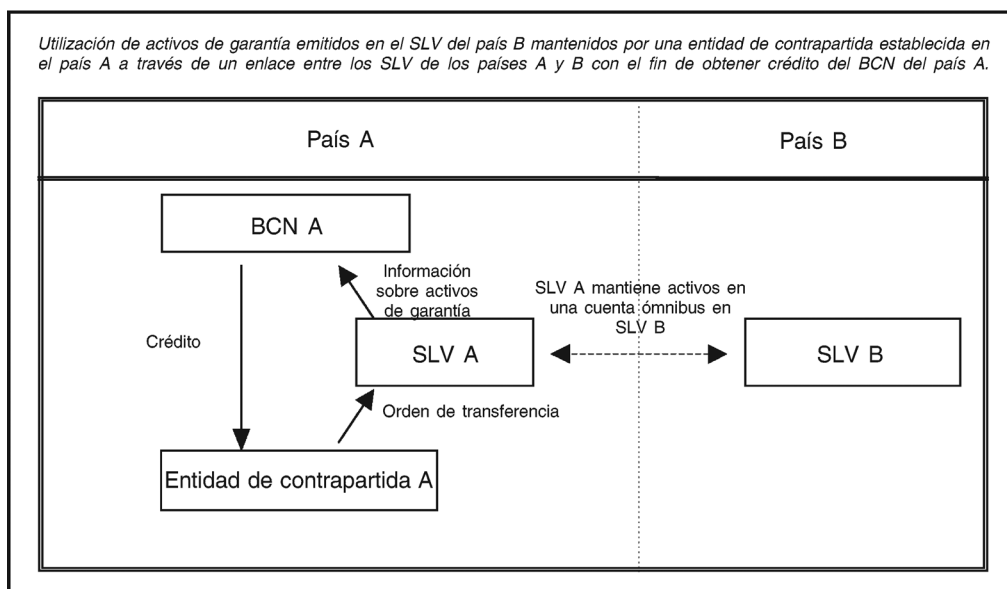 Utilización de activos de garantía emitidos en el SLV del país B mantenidos por una entidad de contrapartida establecida en
el país A a través de un enlace entre los SLV de los países A y B con el fin de obtener crédito del BCN del país A.
País A
País B
BCN A
Información
sobre activos
de garantía
SLV A mantiene activos en
una cuenta ómnibus en
SLV B
Crédito
SLV A
SLV B
Orden de transferencia
Entidad de contrapartida A